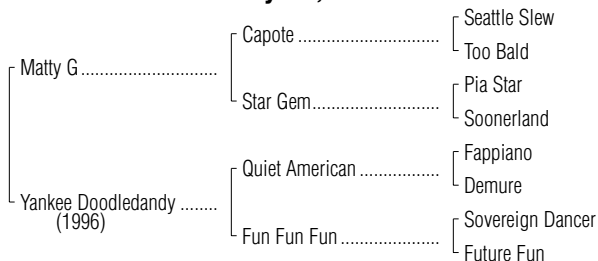 Seattle Slew
Capote ..............................
Too Bald
Matty G ............................
Pia Star
Star Gem...........................
Soonerland
Fappiano
Quiet American .................
Demure
Yankee Doodledandy ........
(1996)
Sovereign Dancer
Fun Fun Fun .....................
Future Fun